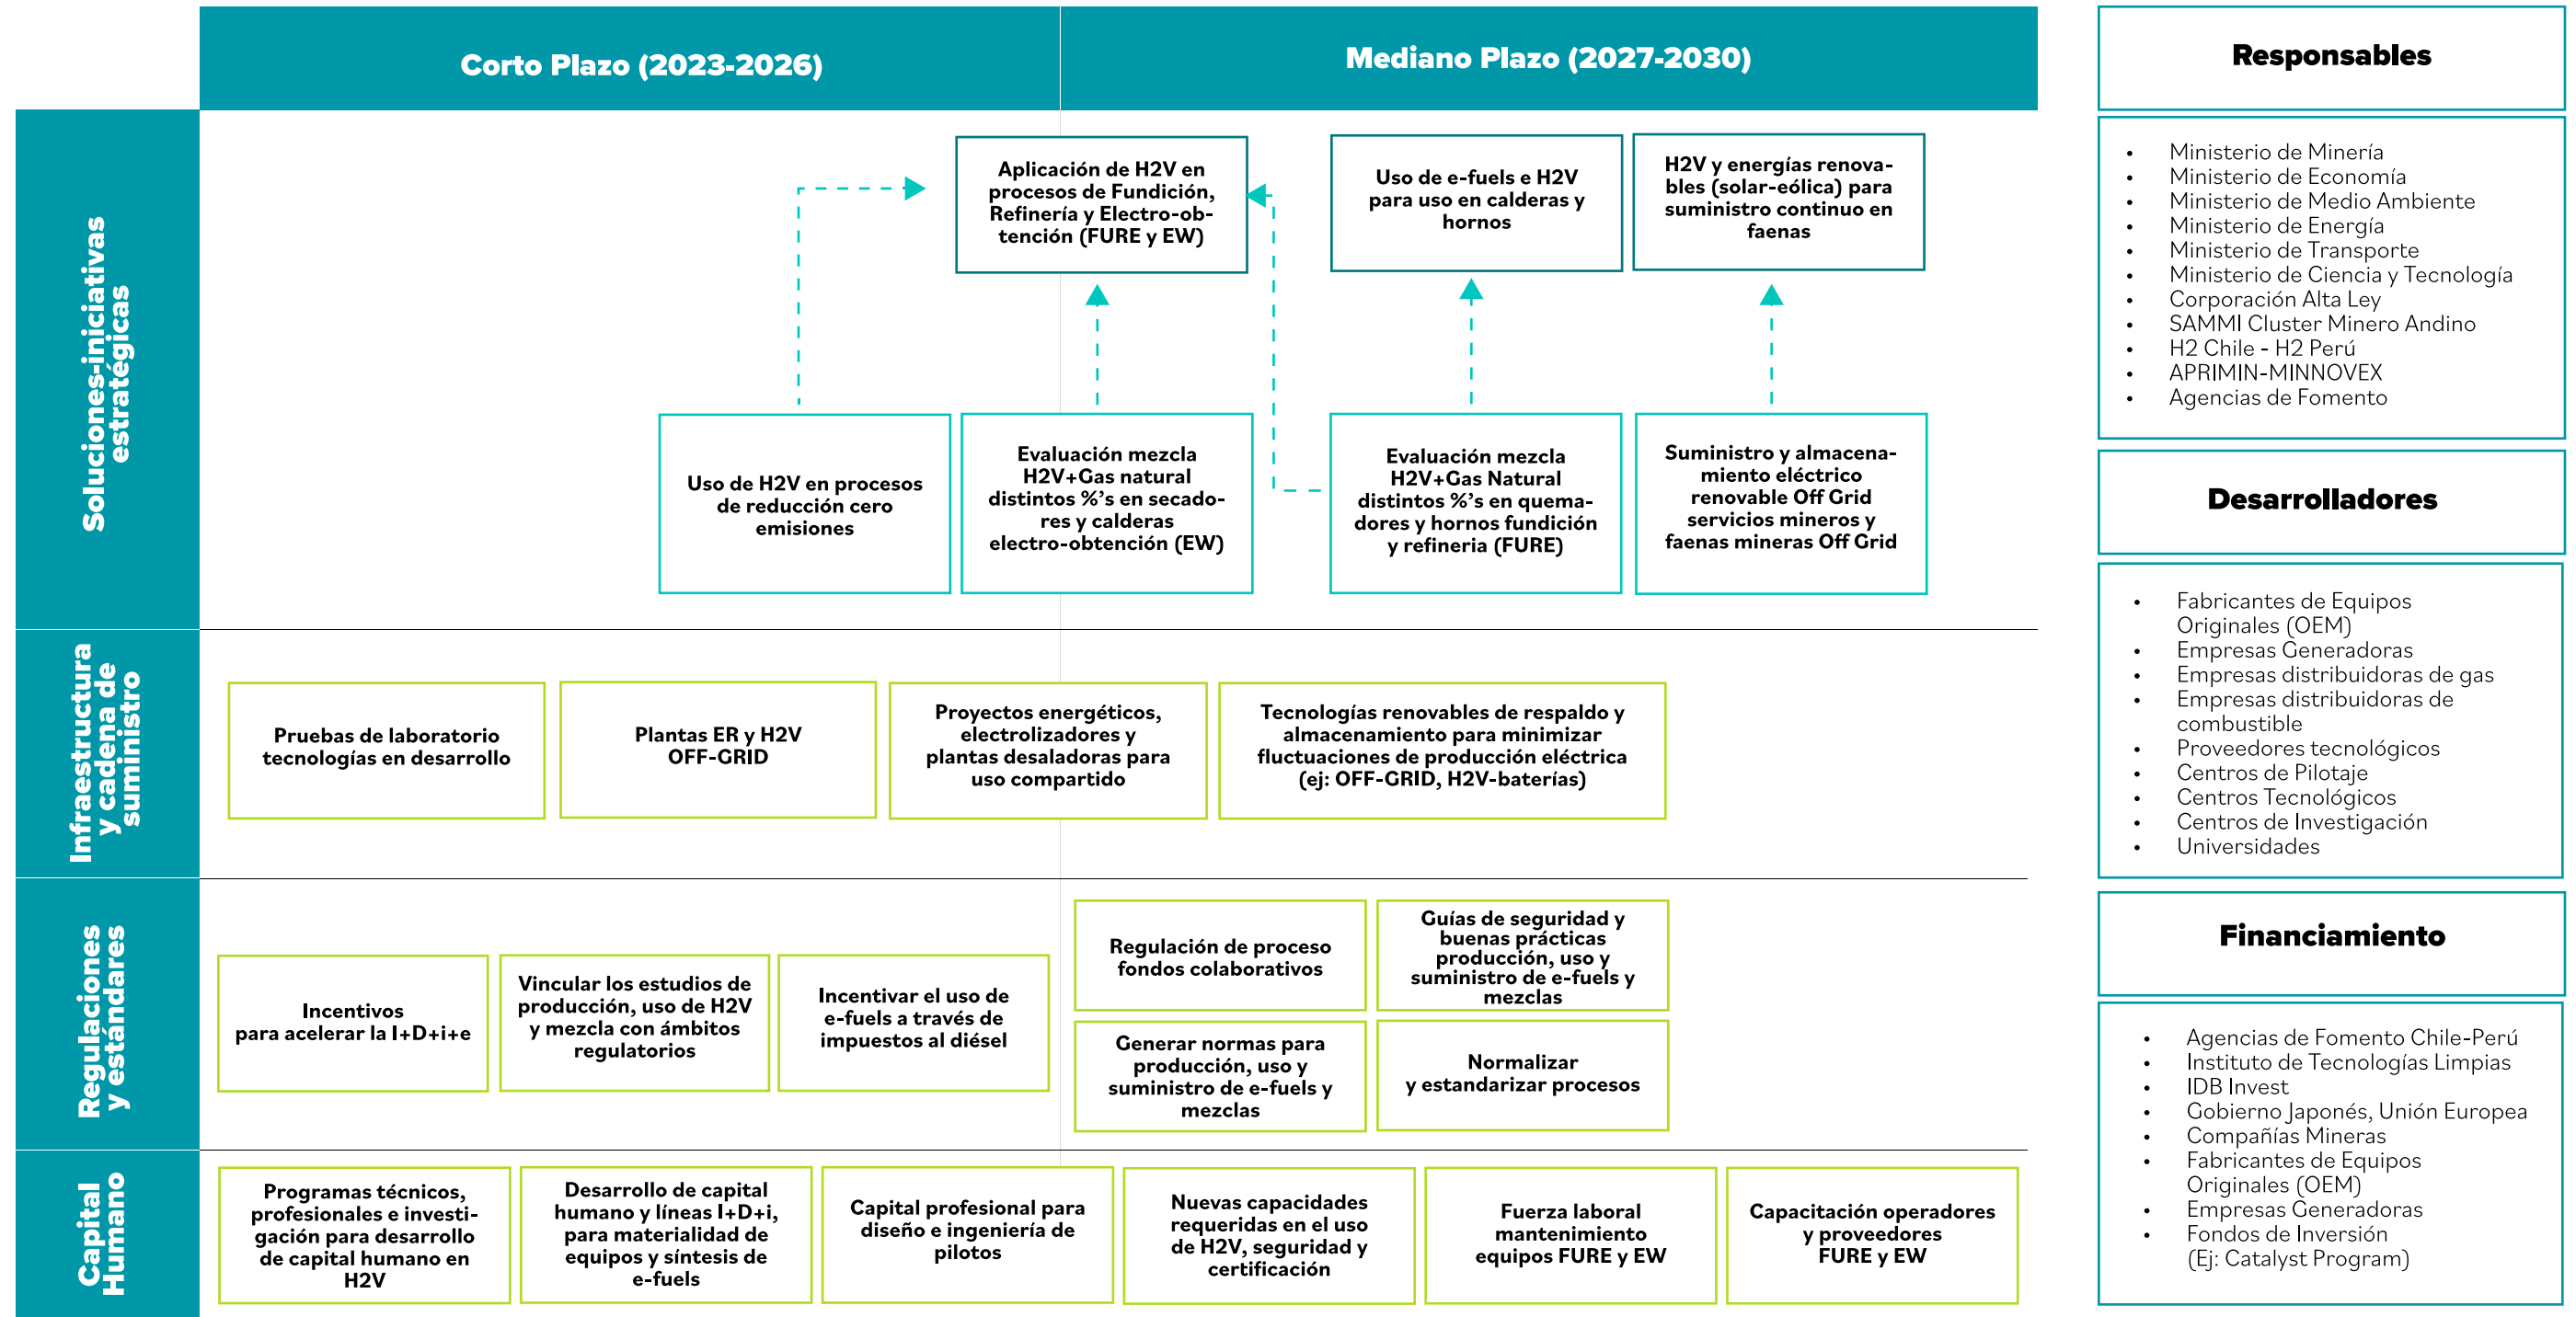 Corto Plazo (2023-2026)
Mediano Plazo (2027-2030)
Soluciones-iniciativas
estratégicas
Aplicación de H2V en
procesos de Fundición,
Refinería y Electro-ob-
tención (FURE y EW)
Uso de e-fuels e H2V
para uso en calderas y
hornos
H2V y energías renova-
bles (solar-eólica) para
suministro continuo en
faenas
Uso de H2V en procesos
de reducción cero
emisiones
Evaluación mezcla
H2V+Gas natural
distintos %'s en secado-
res y calderas
electro-obtención (EW)
Evaluación mezcla
H2V+Gas Natural
distintos %'s en quema-
dores y hornos fundición
y refineria (FURE)
Suministro y almacena-
miento eléctrico
renovable Off Grid
servicios mineros y
faenas mineras Off Grid
Infraestructura
y cadena de
suministro
Pruebas de laboratorio
tecnologías en desarrollo
Plantas ER y H2V
OFF-GRID
Proyectos energéticos,
electrolizadores y
plantas desaladoras para
uso compartido
Tecnologías renovables de respaldo y
almacenamiento para minimizar
fluctuaciones de producción eléctrica
(ej: OFF-GRID, H2V-baterías)
Regulaciones
y estándares
Incentivos
para acelerar la I+D+i+e
Vincular los estudios de
producción, uso de H2V
y mezcla con ámbitos
regulatorios
Incentivar el uso de
e-fuels a través de
impuestos al diésel
Regulación de proceso
fondos colaborativos
Guías de seguridad y
buenas prácticas
producción, uso y
suministro de e-fuels y
mezclas
Generar normas para
producción, uso y
suministro de e-fuels y
mezclas
Normalizar
y estandarizar procesos
Capital
Humano
Programas técnicos,
profesionales e investi-
gación para desarrollo
de capital humano en
H2V
Desarrollo de capital
humano y líneas I+D+i,
para materialidad de
equipos y síntesis de
e-fuels
Capital profesional para
diseño e ingeniería de
pilotos
Nuevas capacidades
requeridas en el uso
de H2V, seguridad y
certificación
Fuerza laboral
mantenimiento
equipos FURE y EW
Capacitación operadores
y proveedores
FURE y EW
Responsables
• Ministerio de Minería
• Ministerio de Economía
• Ministerio de Medio Ambiente
• Ministerio de Energía
• Ministerio de Transporte
• Ministerio de Ciencia y Tecnología
• Corporación Alta Ley
• SAMMI Cluster Minero Andino
• H2 Chile - H2 Perú
• APRIMIN-MINNOVEX
• Agencias de Fomento
Desarrolladores
• Fabricantes de Equipos
Originales (OEM)
• Empresas Generadoras
• Empresas distribuidoras de gas
• Empresas distribuidoras de
combustible
• Proveedores tecnológicos
• Centros de Pilotaje
• Centros Tecnológicos
• Centros de Investigación
• Universidades
Financiamiento
• Agencias de Fomento Chile-Perú
• Instituto de Tecnologías Limpias
• IDB Invest
• Gobierno Japonés, Unión Europea
• Compañías Mineras
• Fabricantes de Equipos
Originales (OEM)
• Empresas Generadoras
• Fondos de Inversión
(Ej: Catalyst Program)